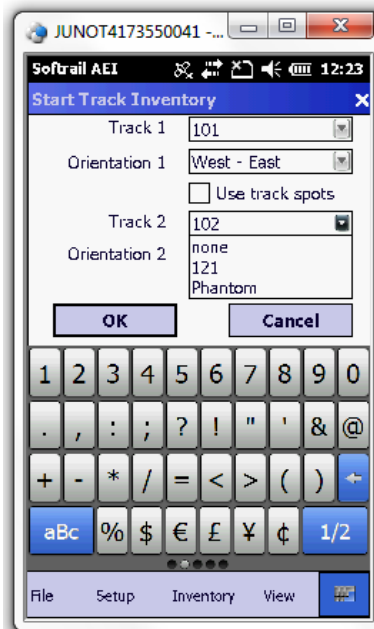 JUNOT4173550041 -...
Softrail AEI 12:23
Start Track Inventory
Track 1 101
Orientation 1 West - East
Use track spots
Track 2 102
none
Orientation 2 121
Phantom
OK Cancel
1 2 3 4 5 6 7 8 9 0
. , : ; ? ! " ' & @
+ - * / = < > ( )
aBc % $ € £ ¥ ¢ 1/2
File Setup Inventory View